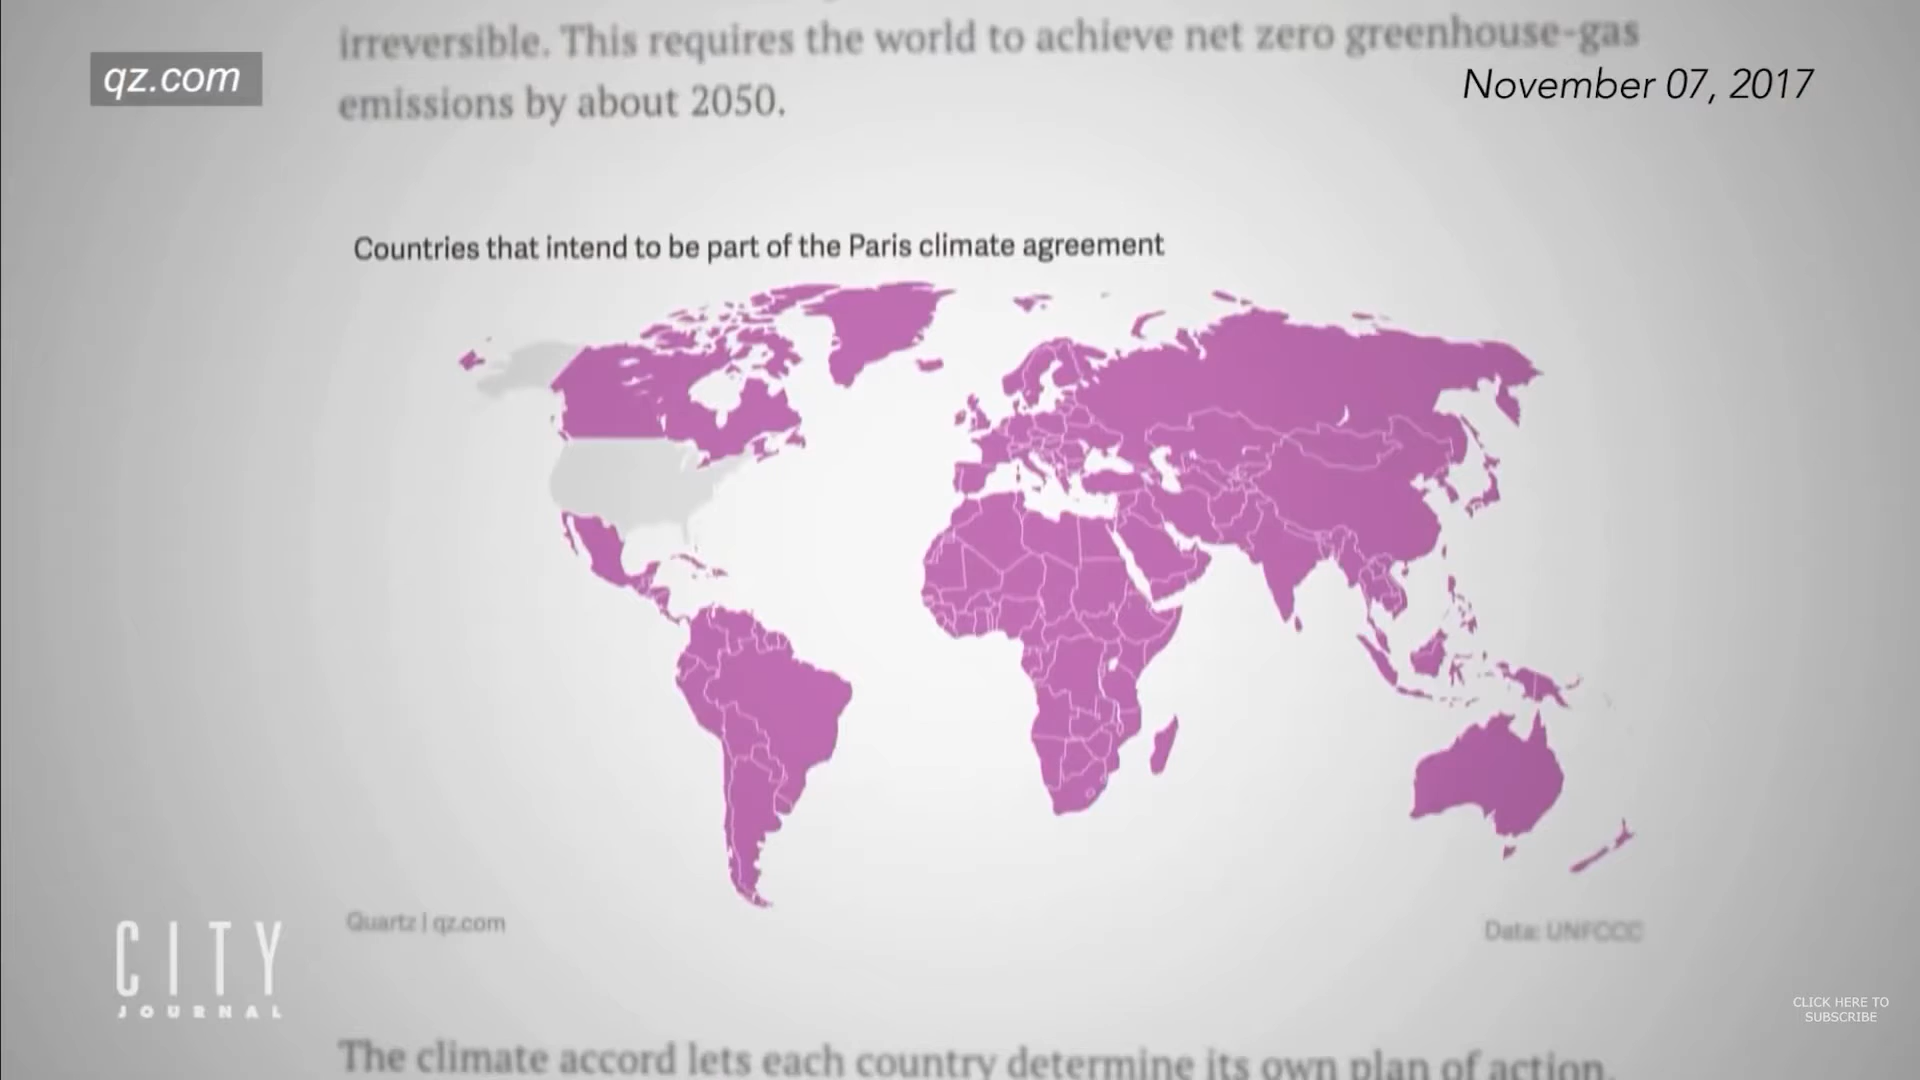 irreversible. This requires the world to achieve net zero greenhouse-gas
qz.com
November 07, 2017
emissions by about 2050.
Countries that intend to be part of the Paris climate agreement
Quartz | qz.com
Data: UNFCCC
CITY
JOURNAL
CLICK HERE TO
SUBSCRIBE
The climate accord lets each country determine its own plan of action.